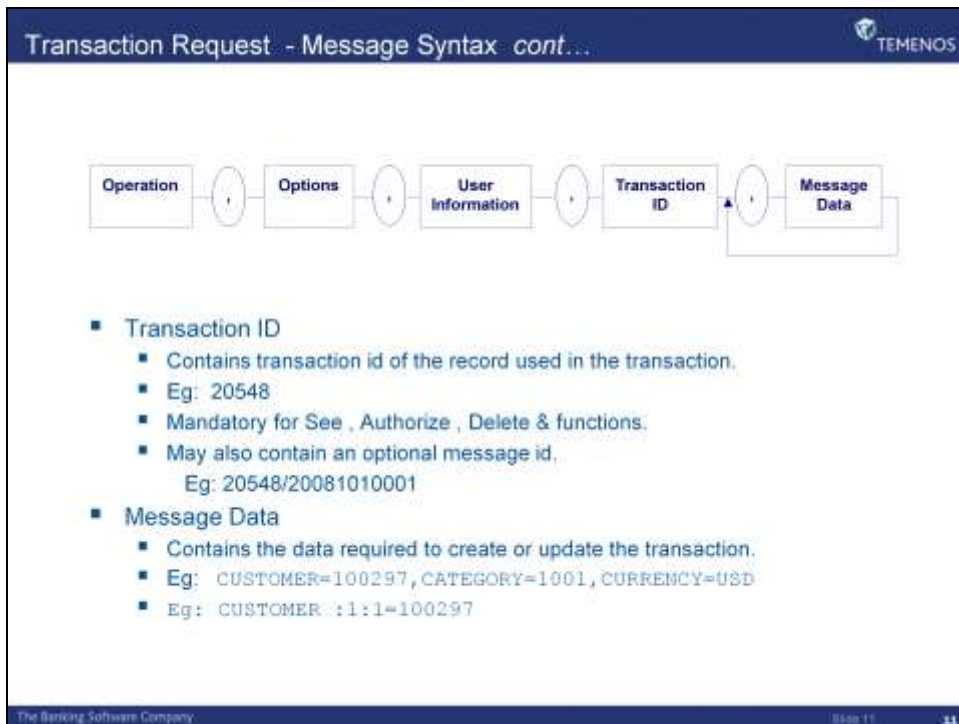 Transaction Request - Message Syntax cont...
TEMENOS
Operation
,
Options
,
User
Information
,
Transaction
ID
,
Message
Data
Transaction ID
Contains transaction id of the record used in the transaction.
Eg: 20548
Mandatory for See , Authorize , Delete & functions.
May also contain an optional message id.
Eg: 20548/20081010001
Message Data
Contains the data required to create or update the transaction.
Eg: CUSTOMER=100297,CATEGORY=1001,CURRENCY=USD
Eg: CUSTOMER :1:1=100297
The Banking Software Company
Slide 11
11